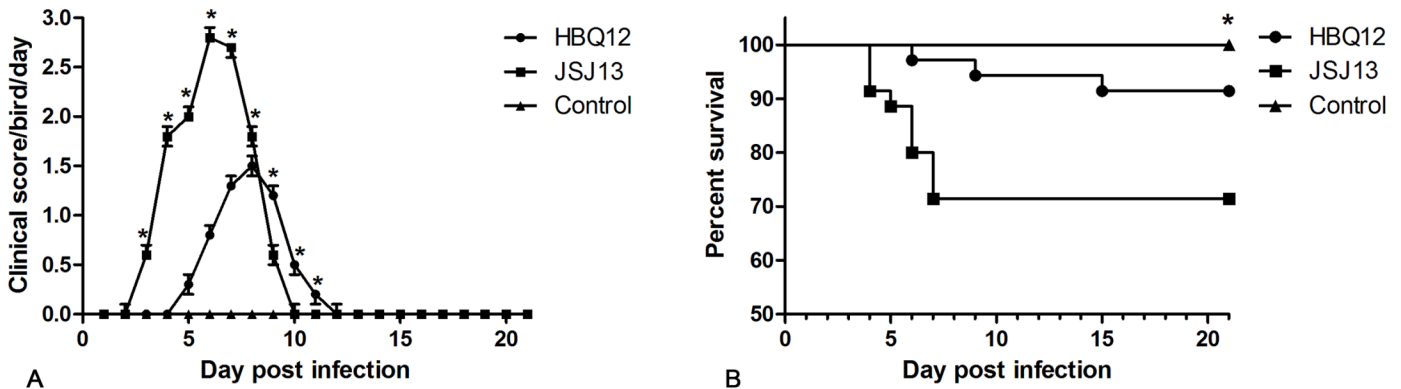 3.0
2.5
2.0
1.5
1.0
0.5
0.0
Clinical score/bird/day
* * * * * * * * * *
0 5 10 15 20
Day post infection
HBQ12
JSJ13
Control
A
100
90
80
70
60
50
Percent survival
*
0 5 10 15 20
Day post infection
HBQ12
JSJ13
Control
B